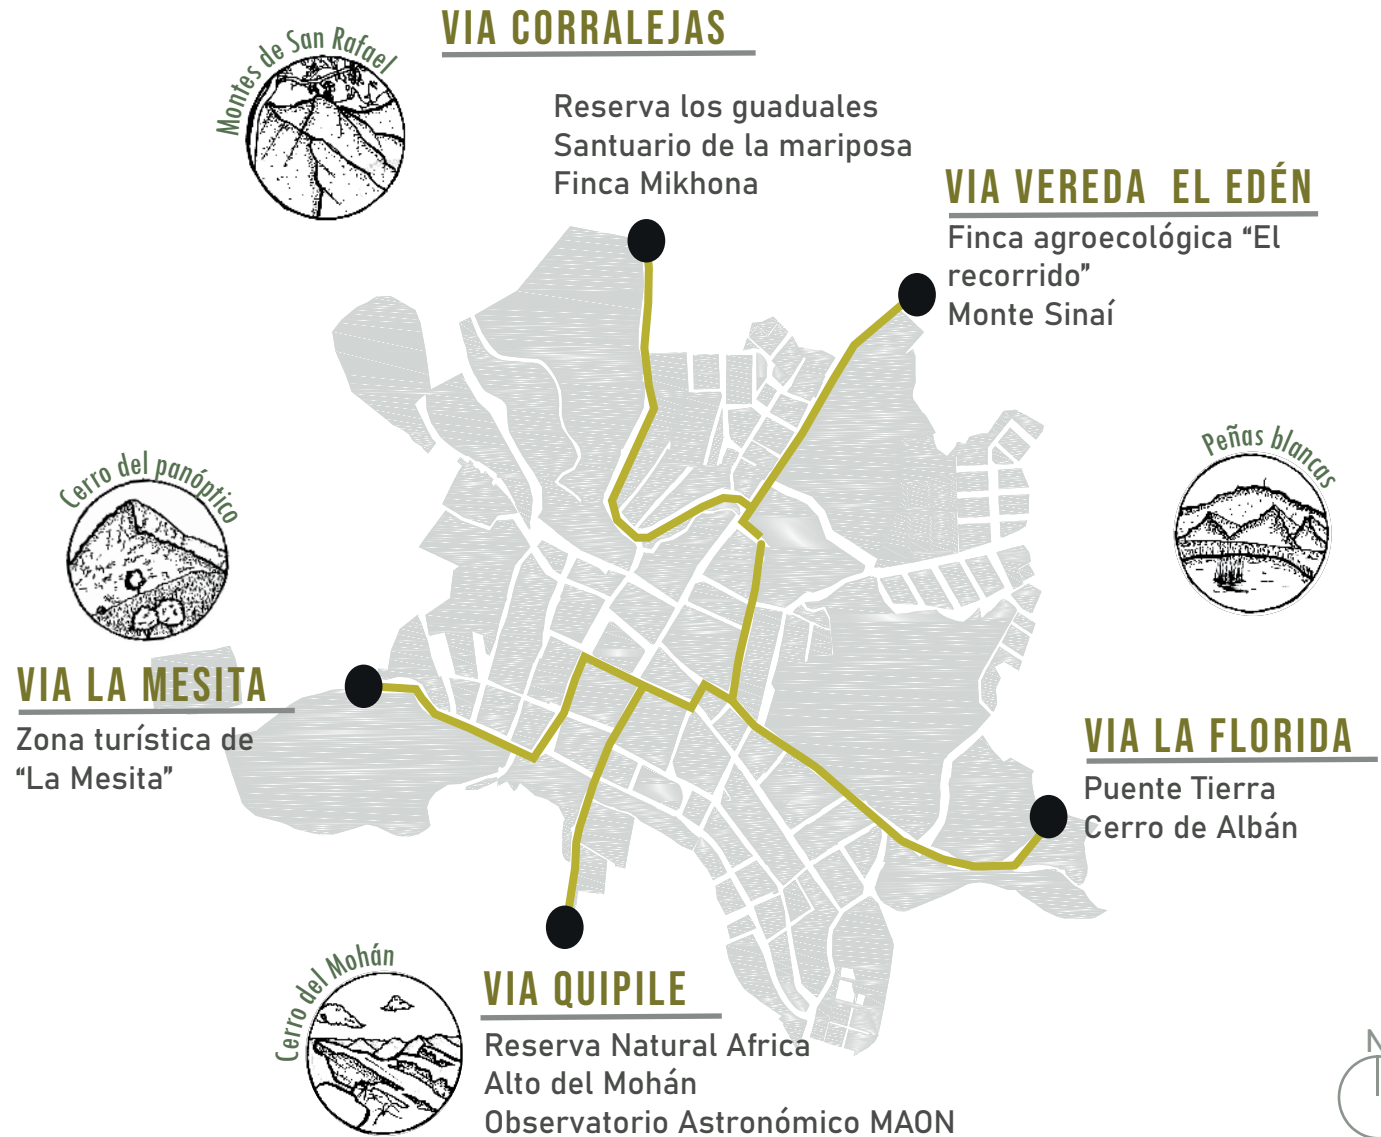 VIA CORRALEJAS
Montes de San Rafael
Reserva los guaduales
Santuario de la mariposa
Finca Mikhona
VIA VEREDA EL EDÉN
Finca agroecológica “El
recorrido”
Monte Sinaí
Peñas blancas
Cerro del panóptico
VIA LA MESITA
Zona turística de
“La Mesita”
VIA LA FLORIDA
Puente Tierra
Cerro de Albán
Cerro del Mohán
VIA QUIPILE
Reserva Natural Africa
Alto del Mohán
Observatorio Astronómico MAON
N